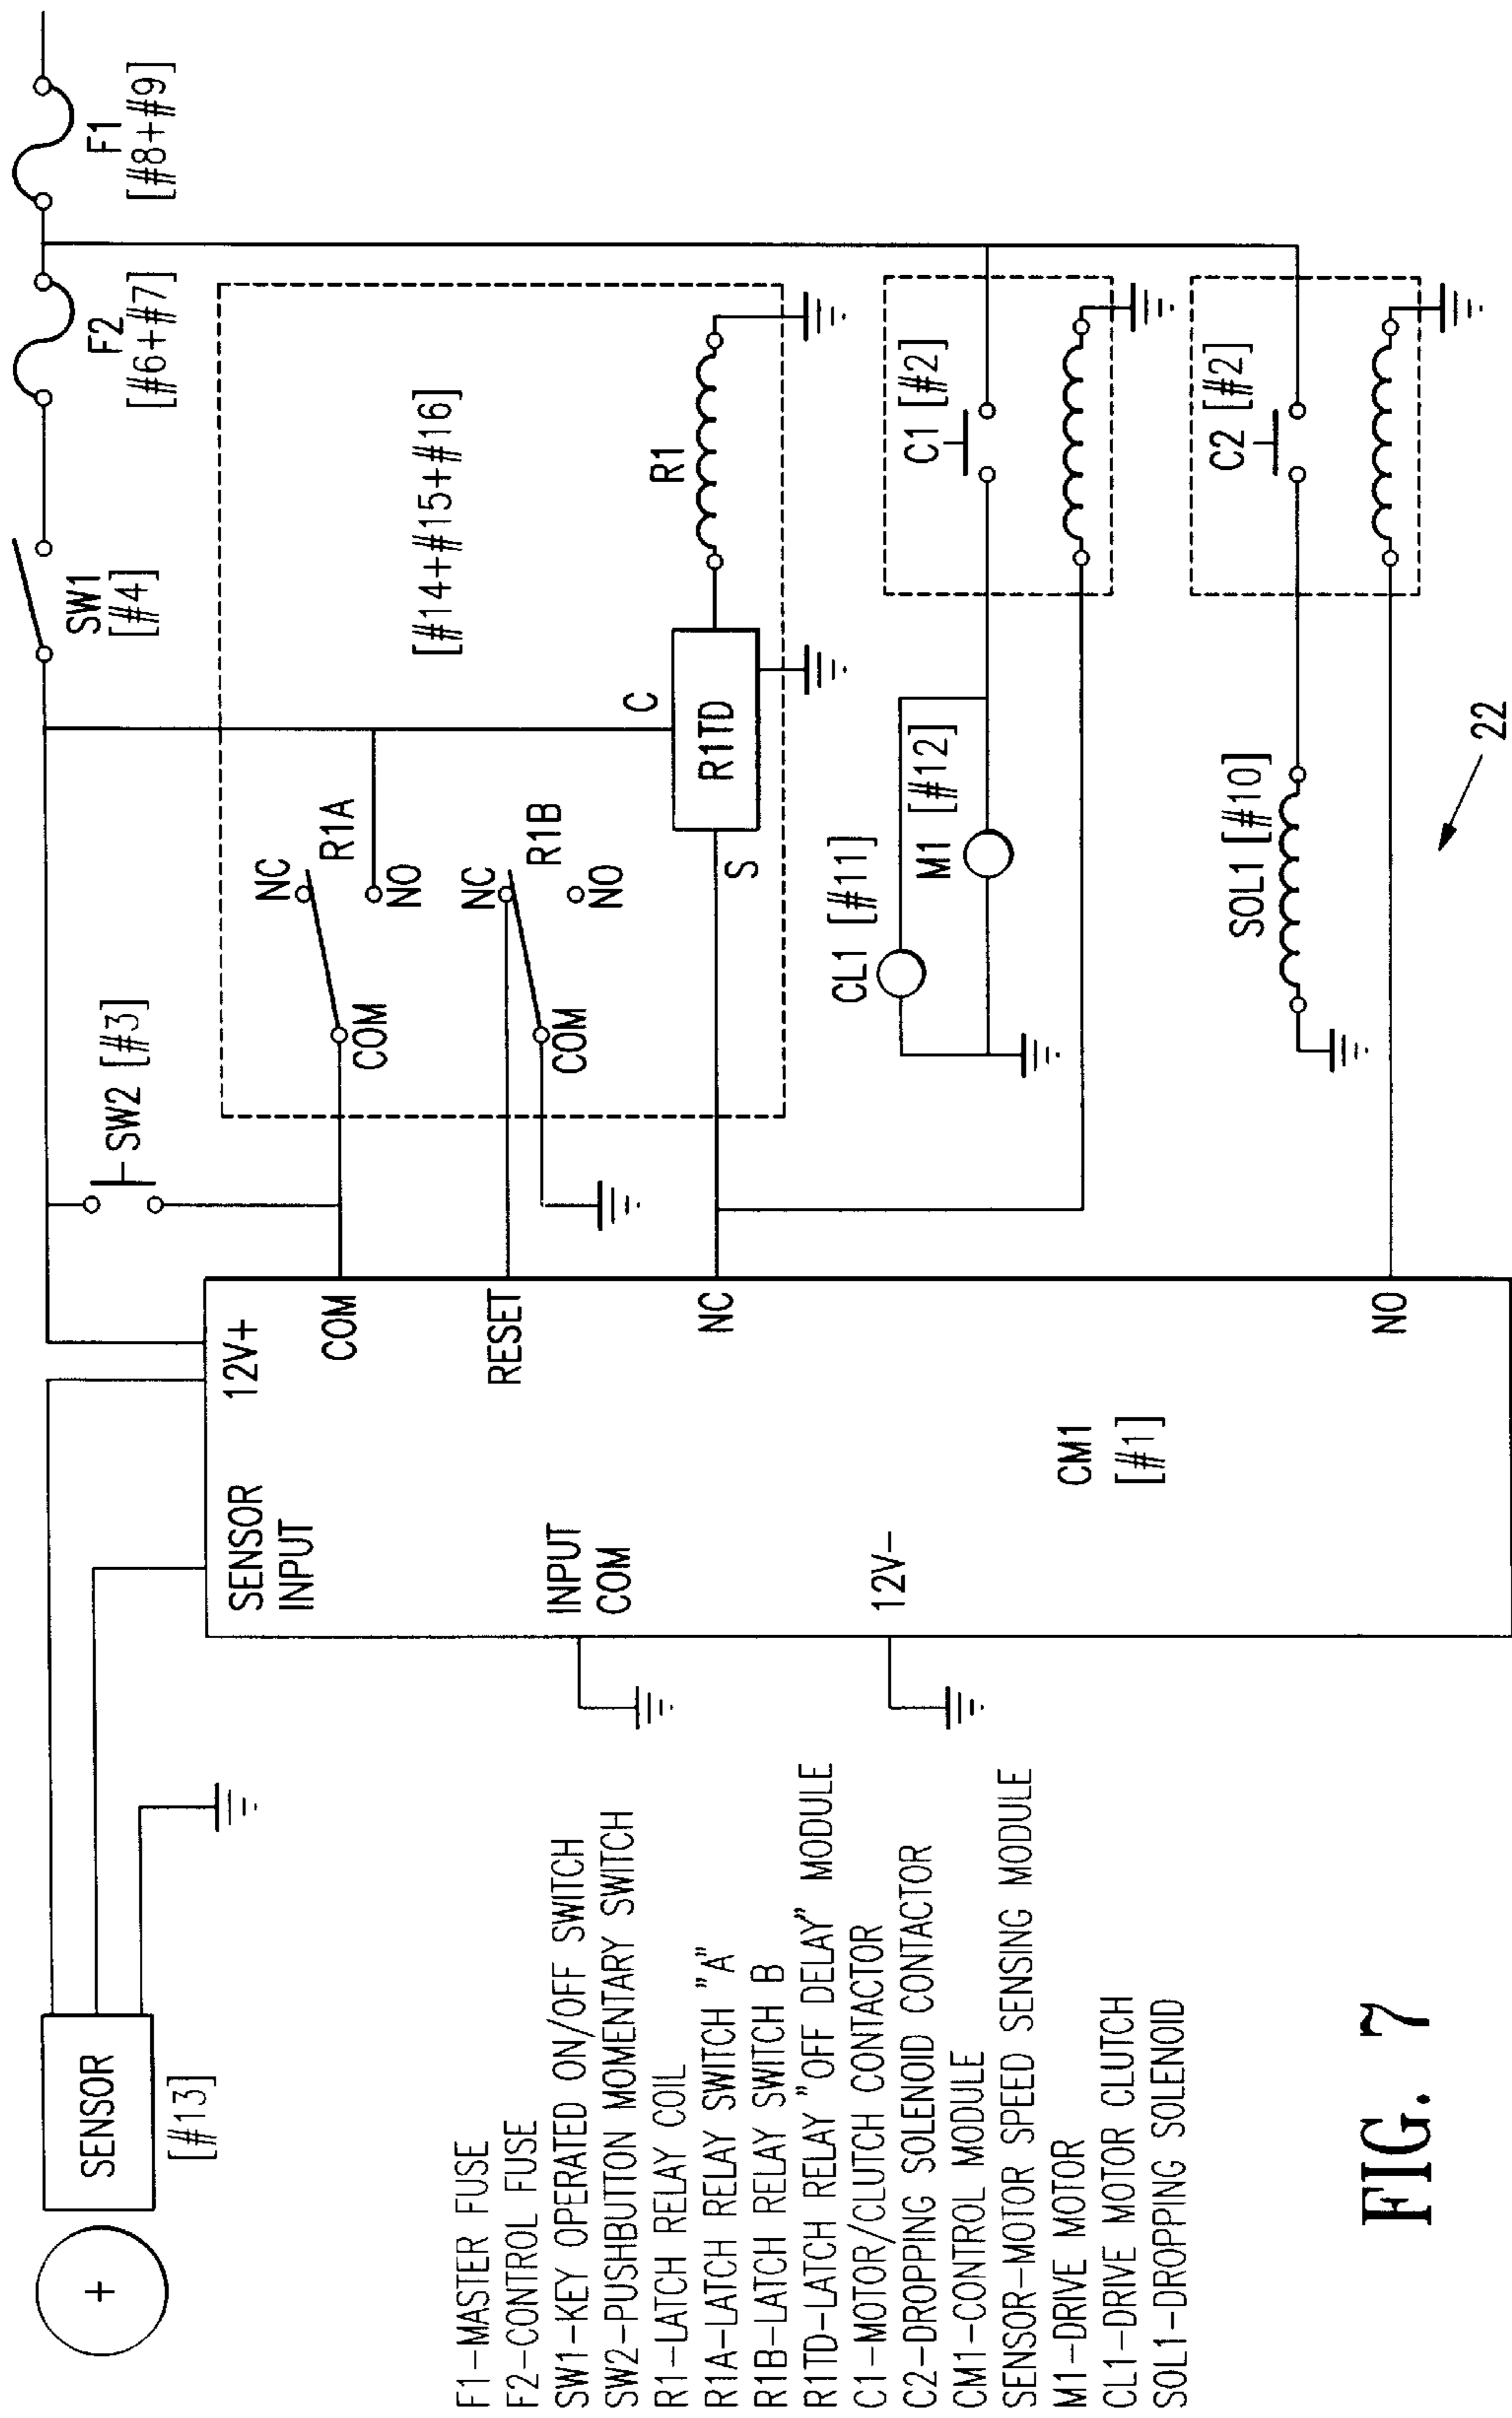 F1
[#8+#9]
F2
[#6+#7]
SW1
[#4]
SW2 [#3]
[#14+#15+#16]
NC
R1A
NO
COM
NC
R1B
NO
COM
C
R1TD
S
R1
C1 [#2]
CL1 [#11]
M1 [#12]
C2 [#2]
SOL1 [#10]
22
12V+
COM
RESET
NC
NO
SENSOR
INPUT
INPUT
COM
12V-
CM1
[#1]
SENSOR
[#13]
+
F1-MASTER FUSE
F2-CONTROL FUSE
SW1-KEY OPERATED ON/OFF SWITCH
SW2-PUSHBUTTON MOMENTARY SWITCH
R1-LATCH RELAY COIL
R1A-LATCH RELAY SWITCH "A"
R1B-LATCH RELAY SWITCH B
R1TD-LATCH RELAY "OFF DELAY" MODULE
C1-MOTOR/CLUTCH CONTACTOR
C2-DROPPING SOLENOID CONTACTOR
CM1-CONTROL MODULE
SENSOR-MOTOR SPEED SENSING MODULE
M1-DRIVE MOTOR
CL1-DRIVE MOTOR CLUTCH
SOL1-DROPPING SOLENOID
FIG. 7